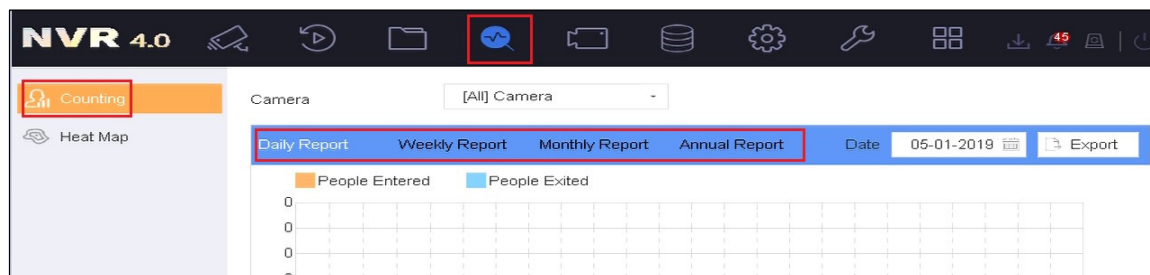 NVR 4.0
45
Counting
Heat Map
Camera [All] Camera
Daily Report Weekly Report Monthly Report Annual Report Date 05-01-2019 Export
People Entered People Exited
0
0
0